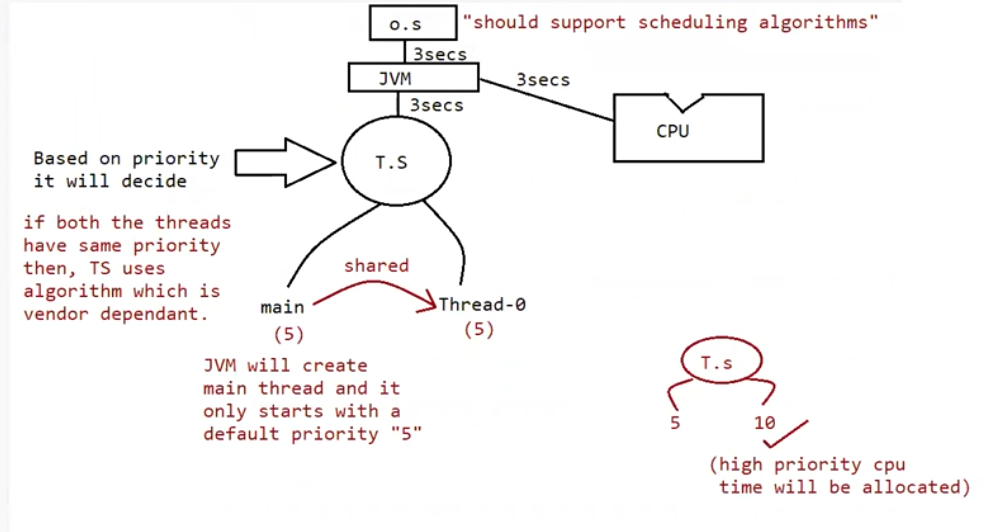 o.s
"should support scheduling algorithms"
3secs
JVM
3secs
3secs
CPU
T.S
Based on priority
it will decide
if both the threads
have same priority
then, TS uses
algorithm which is
vendor dependant.
shared
main
Thread-0
(5)
(5)
JVM will create
main thread and it
only starts with a
default priority "5"
T.s
5
10
(high priority cpu
time will be allocated)